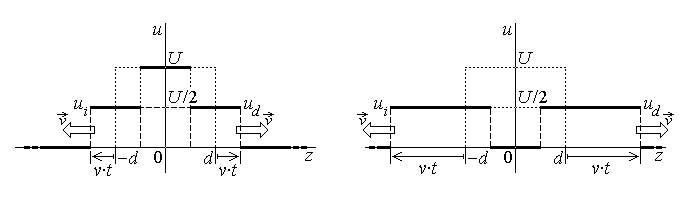 u
U
u_i
U/2
u_d
v⃗
v⃗
-d
0
d
z
v·t
v·t
u
U
u_i
U/2
u_d
v⃗
v⃗
-d
0
d
z
v·t
v·t